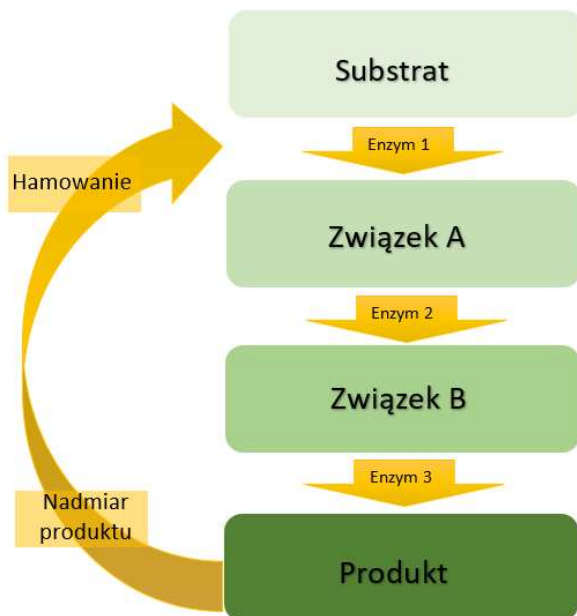 Substrat
Enzym 1
Hamowanie
Związek A
Enzym 2
Związek B
Enzym 3
Nadmiar
produktu
Produkt